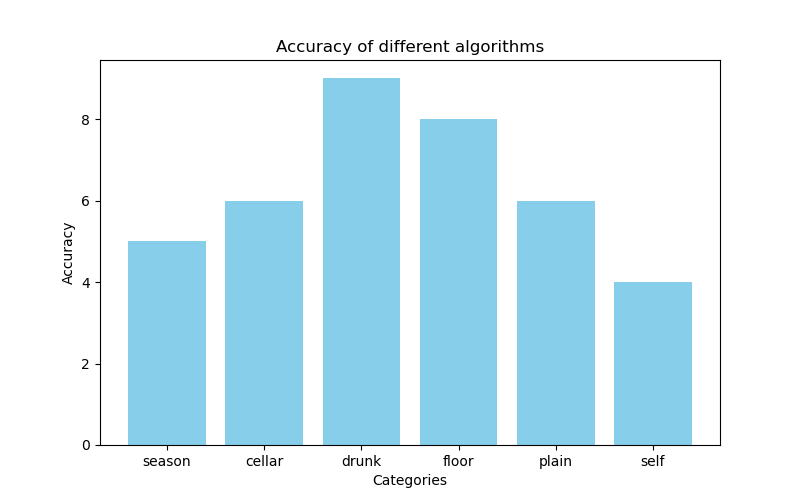 Accuracy of different algorithms
Accuracy
8
6
4
2
0
season cellar drunk floor plain self
Categories